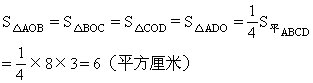 S△AOB = S△BOC = S△COD = S△ADO = 1/4 S平ABCD
= 1/4 × 8 × 3 = 6（平方厘米）